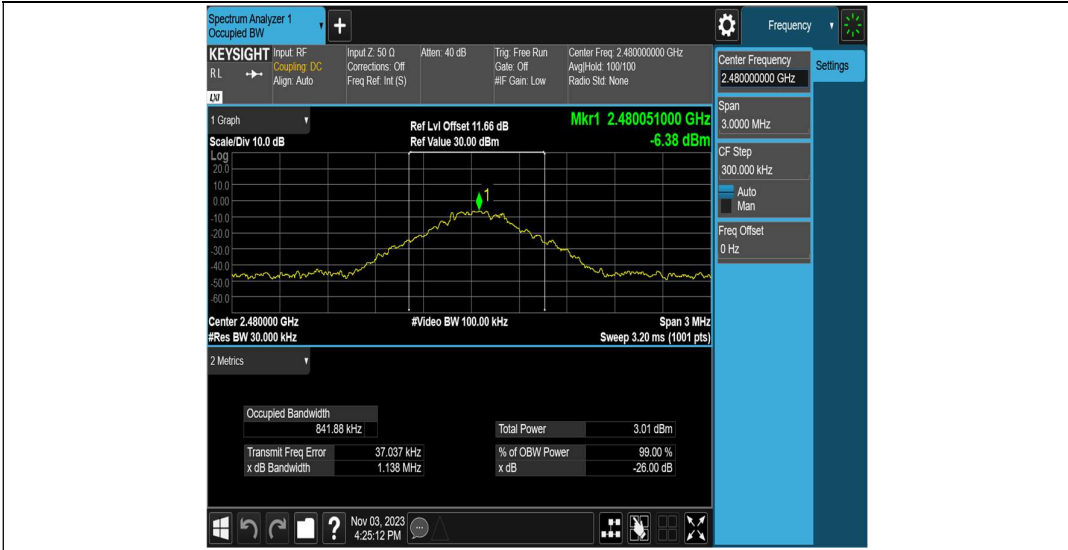 Spectrum Analyzer 1
Occupied BW
+
Frequency
KEYSIGHT
RL
LXI
Input: RF
Coupling: DC
Align: Auto
Input Z: 50 Ω
Corrections: Off
Freq Ref: Int (S)
Atten: 40 dB
Trig: Free Run
Gate: Off
#IF Gain: Low
Center Freq: 2.480000000 GHz
Avg|Hold: 100/100
Radio Std: None
Center Frequency
2.480000000 GHz
Settings
Span
3.0000 MHz
CF Step
300.000 kHz
Auto
Man
Freq Offset
0 Hz
1 Graph
Scale/Div 10.0 dB
Ref Lvl Offset 11.66 dB
Ref Value 30.00 dBm
Mkr1 2.480051000 GHz
-6.38 dBm
Log
20.0
10.0
0.00
-10.0
-20.0
-30.0
-40.0
-50.0
-60.0
1
Center 2.480000 GHz
#Res BW 30.000 kHz
#Video BW 100.00 kHz
Span 3 MHz
Sweep 3.20 ms (1001 pts)
2 Metrics
Occupied Bandwidth
841.88 kHz
Total Power 3.01 dBm
Transmit Freq Error 37.037 kHz
% of OBW Power 99.00 %
x dB Bandwidth 1.138 MHz
x dB -26.00 dB
?
Nov 03, 2023
4:25:12 PM